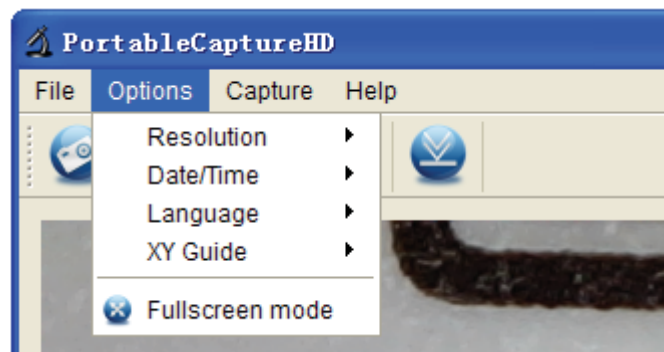 PortableCaptureHD
File Options Capture Help
Resolution
Date/Time
Language
XY Guide
Fullscreen mode